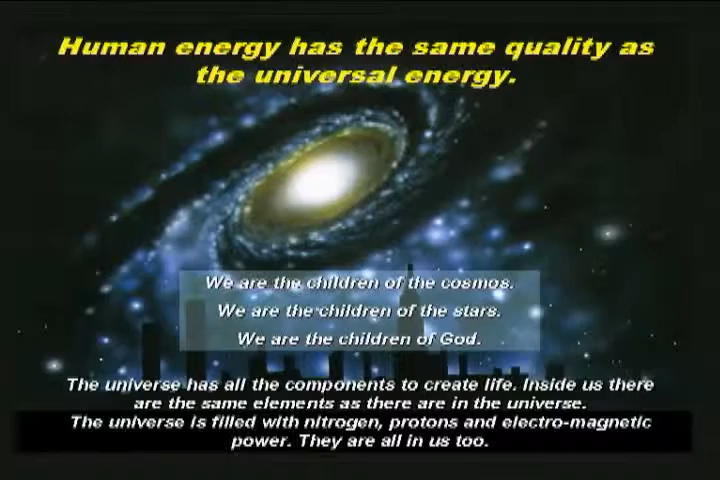 Human energy has the same quality as
the universal energy.
We are the children of the cosmos.
We are the children of the stars.
We are the children of God.
The universe has all the components to create life. Inside us there
are the same elements as there are in the universe.
The universe is filled with nitrogen, protons and electro-magnetic
power. They are all in us too.